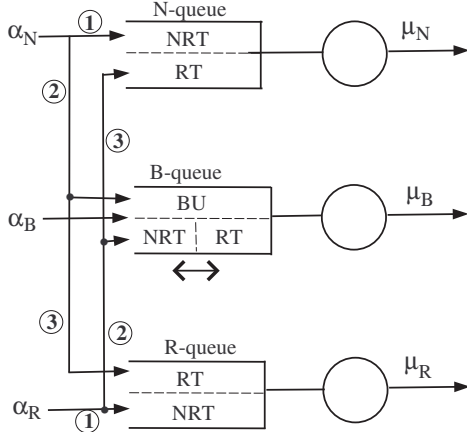 N-queue
α_N ① NRT μ_N
RT
② ③
B-queue
BU
α_B μ_B
NRT RT
③ ②
R-queue
RT μ_R
α_R ① NRT